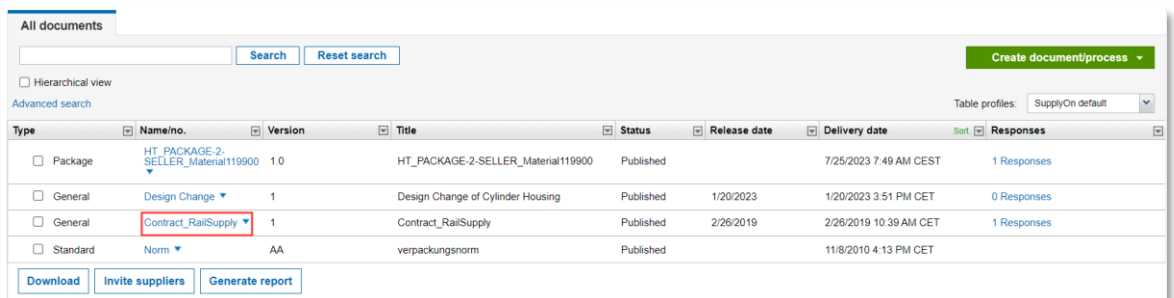 All documents
Search Reset search
Create document/process
Hierarchical view
Advanced search
Table profiles: SupplyOn default
Type Name/no. Version Title Status Release date Delivery date Sort. Responses
Package HT_PACKAGE-2-
SELLER_Material119900 1.0 HT_PACKAGE-2-SELLER_Material119900 Published 7/25/2023 7:49 AM CEST 1 Responses
General Design Change 1 Design Change of Cylinder Housing Published 1/20/2023 1/20/2023 3:51 PM CET 0 Responses
General Contract_RailSupply 1 Contract_RailSupply Published 2/26/2019 2/26/2019 10:39 AM CET 1 Responses
Standard Norm AA verpackungsnorm Published 11/8/2010 4:13 PM CET
Download Invite suppliers Generate report